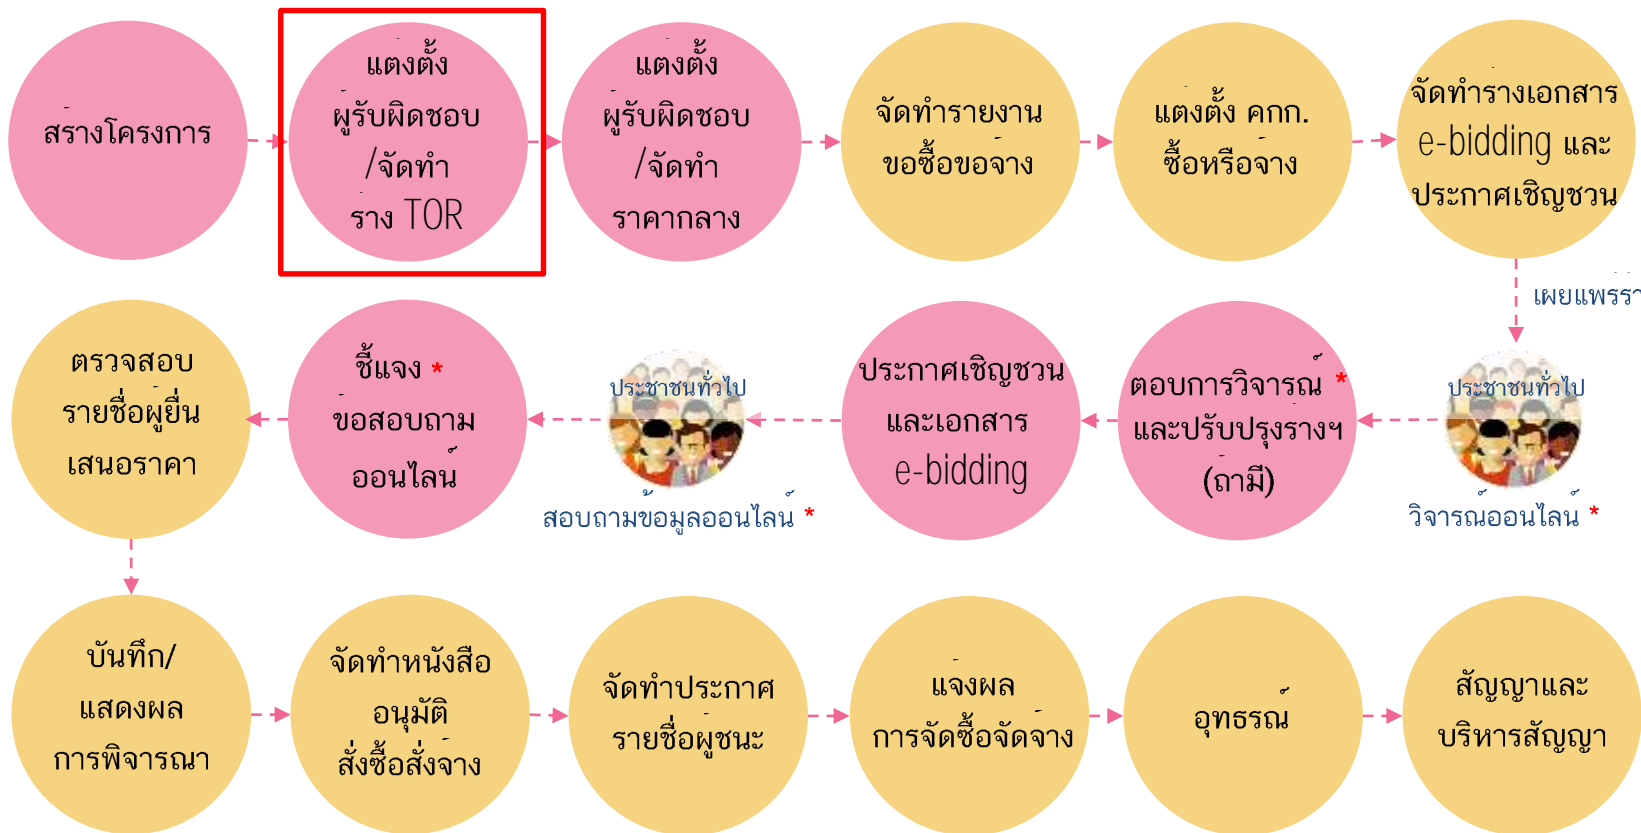 สร้างโครงการ
แต่งตั้ง
ผู้รับผิดชอบ
/จัดทำ
ร่าง TOR
แต่งตั้ง
ผู้รับผิดชอบ
/จัดทำ
ราคากลาง
จัดทำรายงาน
ขอซื้อขอจ้าง
แต่งตั้ง คกก.
ซื้อหรือจ้าง
จัดทำร่างเอกสาร
e-bidding และ
ประกาศเชิญชวน
เผยแพร่ร่า
ประชาชนทั่วไป
วิจารณ์ออนไลน์ *
ตอบการวิจารณ์ *
และปรับปรุงร่างฯ
(ถ้ามี)
ประกาศเชิญชวน
และเอกสาร
e-bidding
ประชาชนทั่วไป
สอบถามข้อมูลออนไลน์ *
ชี้แจง *
ข้อสอบถาม
ออนไลน์
ตรวจสอบ
รายชื่อผู้ยื่น
เสนอราคา
บันทึก/
แสดงผล
การพิจารณา
จัดทำหนังสือ
อนุมัติ
สั่งซื้อสั่งจ้าง
จัดทำประกาศ
รายชื่อผู้ชนะ
แจ้งผล
การจัดซื้อจัดจ้าง
อุทธรณ์
สัญญาและ
บริหารสัญญา